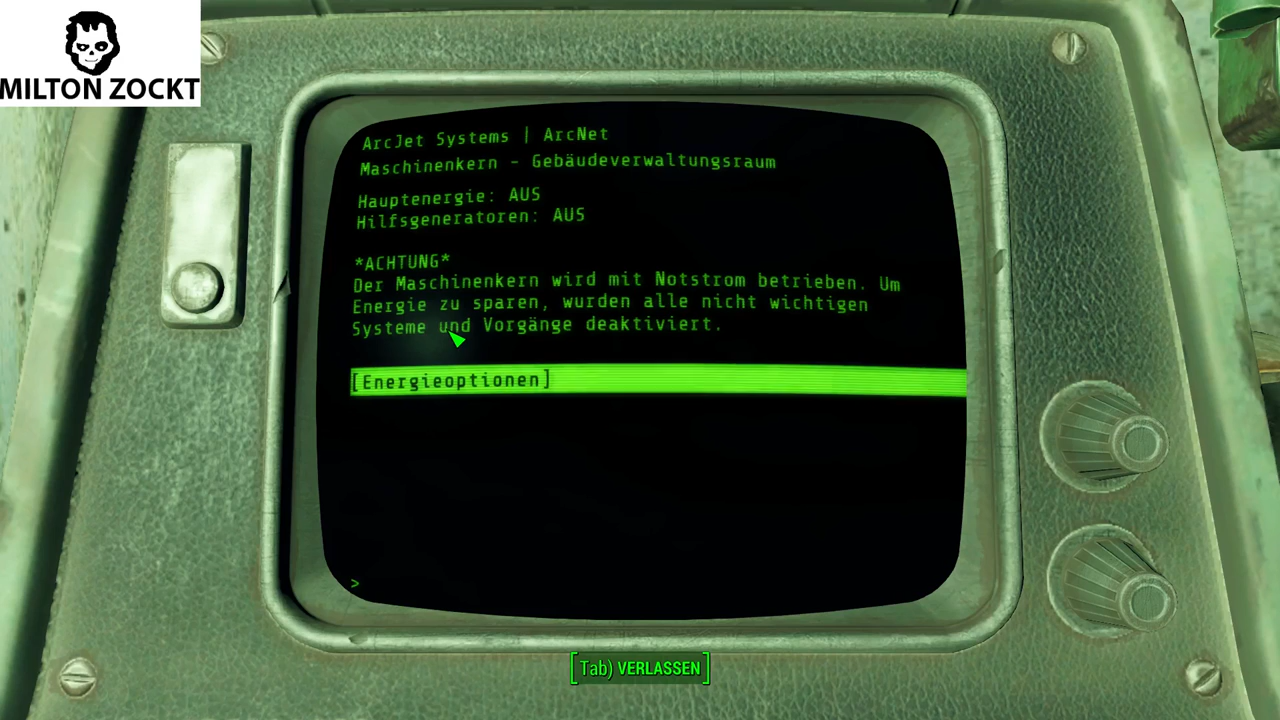 MILTON ZOCKT
ArcJet Systems | ArcNet
Maschinenkern - Gebäudeverwaltungsraum
Hauptenergie: AUS
Hilfsgeneratoren: AUS
*ACHTUNG*
Der Maschinenkern wird mit Notstrom betrieben. Um
Energie zu sparen, wurden alle nicht wichtigen
Systeme und Vorgänge deaktiviert.
[Energieoptionen]
>
[Tab) VERLASSEN]